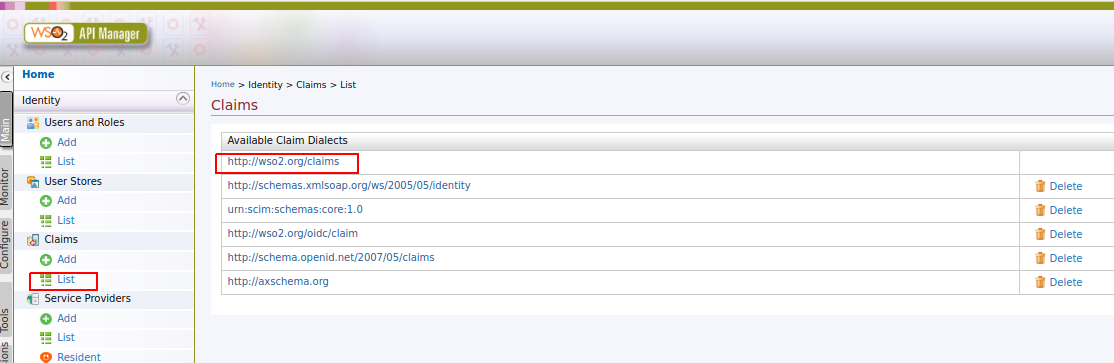 WSO2 API Manager
Home
Identity
Users and Roles
Add
List
User Stores
Add
List
Claims
Add
List
Service Providers
Add
List
Resident
Main
Monitor
Configure
Tools
Home > Identity > Claims > List
Claims
Available Claim Dialects
http://wso2.org/claims
http://schemas.xmlsoap.org/ws/2005/05/identity Delete
urn:scim:schemas:core:1.0 Delete
http://wso2.org/oidc/claim Delete
http://schema.openid.net/2007/05/claims Delete
http://axschema.org Delete